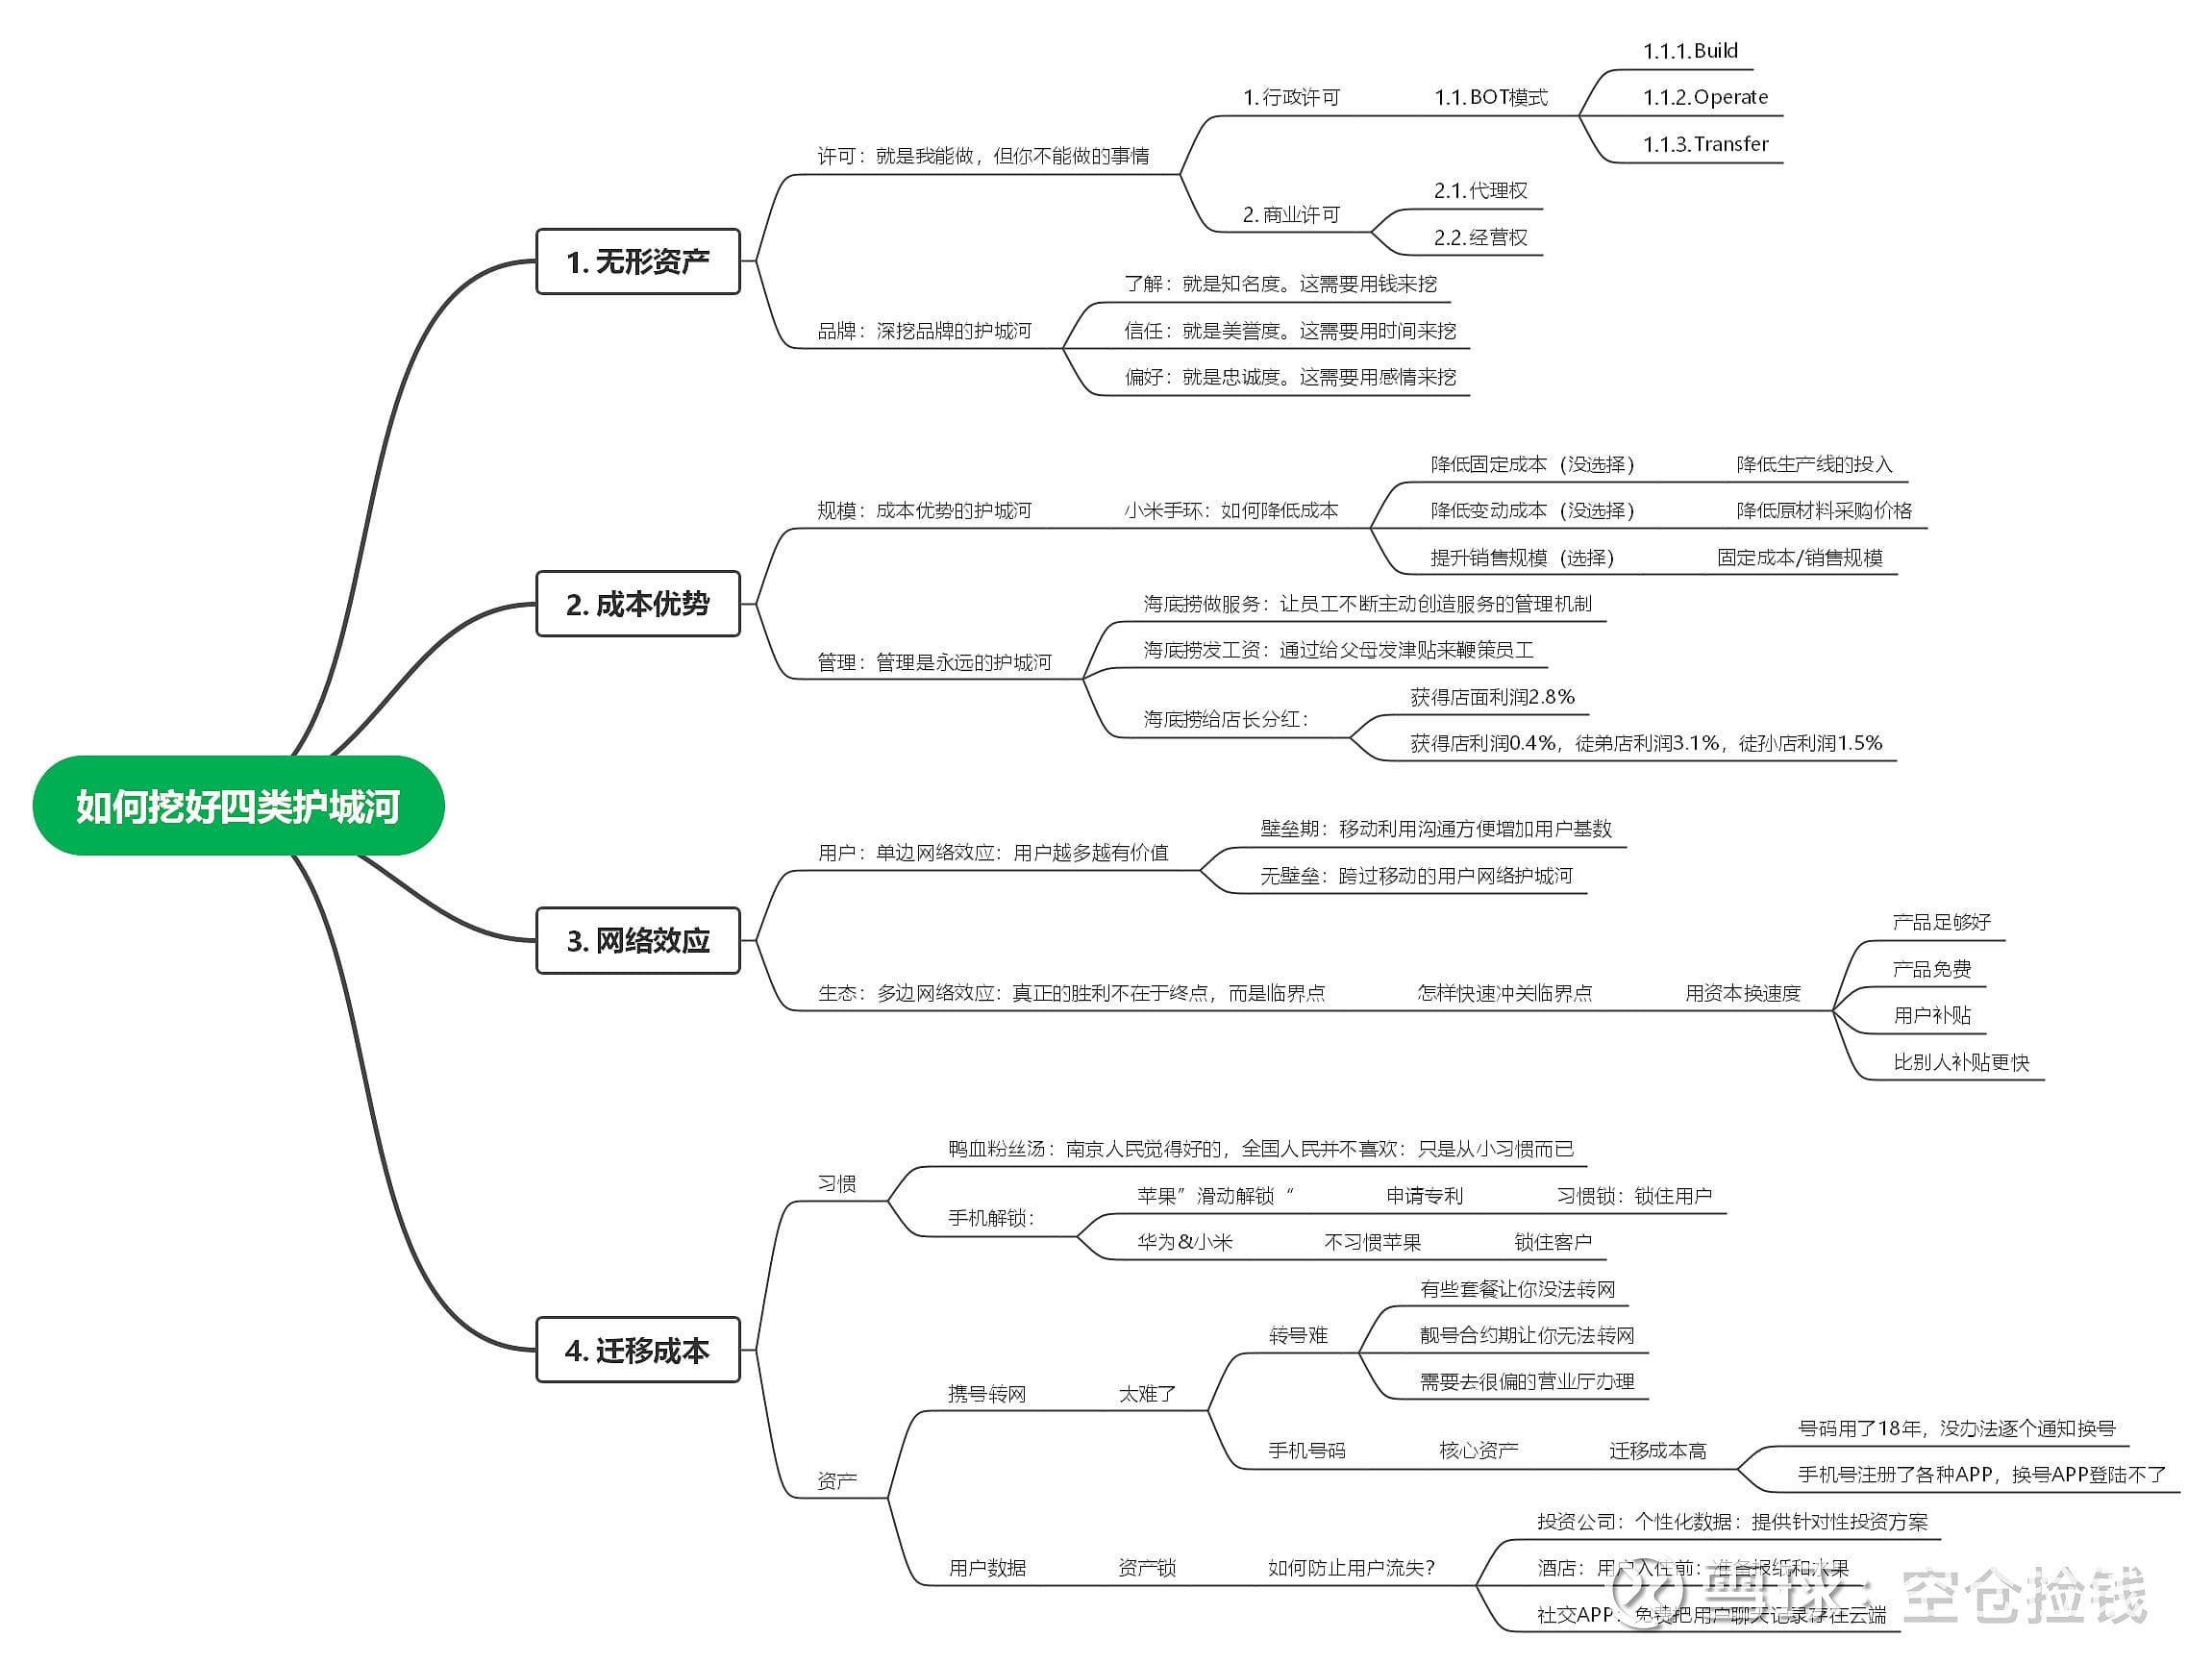 如何挖好四类护城河
1. 无形资产
许可：就是我能做，但你不能做的事情
1. 行政许可
1.1. BOT模式
1.1.1. Build
1.1.2. Operate
1.1.3. Transfer
2. 商业许可
2.1. 代理权
2.2. 经营权
品牌：深挖品牌的护城河
了解：就是知名度。这需要用钱来挖
信任：就是美誉度。这需要用时间来挖
偏好：就是忠诚度。这需要用感情来挖
2. 成本优势
规模：成本优势的护城河
小米手环：如何降低成本
降低固定成本（没选择）
降低生产线的投入
降低变动成本（没选择）
降低原材料采购价格
提升销售规模（选择）
固定成本/销售规模
管理：管理是永远的护城河
海底捞做服务：让员工不断主动创造服务的管理机制
海底捞发工资：通过给父母发津贴来鞭策员工
海底捞给店长分红：
获得店面利润2.8%
获得店利润0.4%，徒弟店利润3.1%，徒孙店利润1.5%
3. 网络效应
用户：单边网络效应：用户越多越有价值
壁垒期：移动利用沟通方便增加用户基数
无壁垒：跨过移动的用户网络护城河
生态：多边网络效应：真正的胜利不在于终点，而是临界点
怎样快速冲关临界点
用资本换速度
产品足够好
产品免费
用户补贴
比别人补贴更快
4. 迁移成本
习惯
鸭血粉丝汤：南京人民觉得好的，全国人民并不喜欢：只是从小习惯而已
手机解锁：
苹果”滑动解锁“
申请专利
习惯锁：锁住用户
华为&小米
不习惯苹果
锁住客户
资产
携号转网
太难了
转号难
有些套餐让你没法转网
靓号合约期让你无法转网
需要去很偏的营业厅办理
手机号码
核心资产
迁移成本高
号码用了18年，没办法逐个通知换号
手机号注册了各种APP，换号APP登陆不了
用户数据
资产锁
如何防止用户流失？
投资公司：个性化数据：提供针对性投资方案
酒店：用户入住前：准备报纸和水果
社交APP：免费把用户聊天记录存在云端
雪球：空仓捡钱